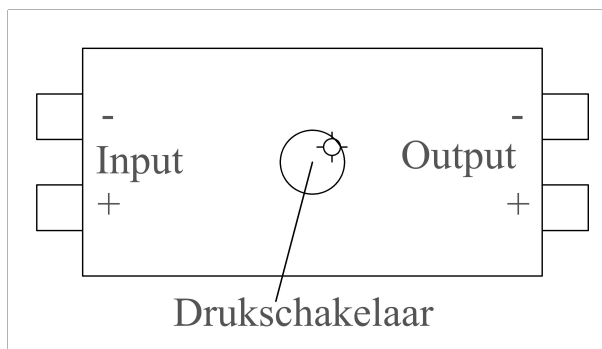 - -
Input Output
+ +
Drukschakelaar